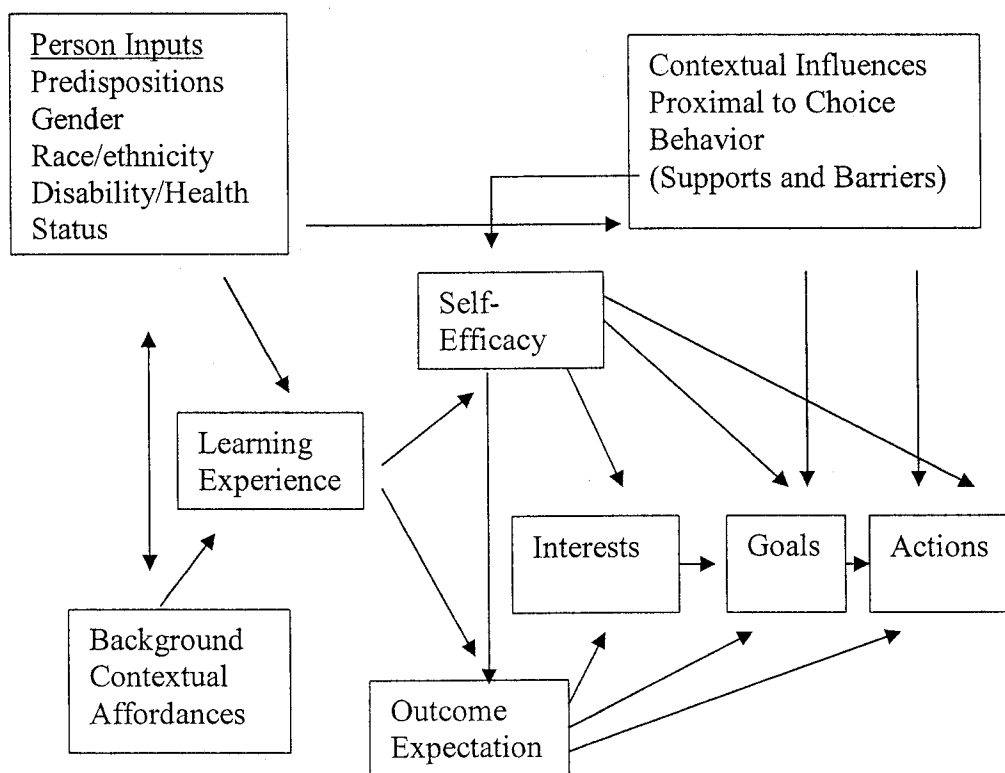 Person Inputs
Predispositions
Gender
Race/ethnicity
Disability/Health
Status
Contextual Influences
Proximal to Choice
Behavior
(Supports and Barriers)
Self-
Efficacy
Learning
Experience
Interests
Goals
Actions
Background
Contextual
Affordances
Outcome
Expectation